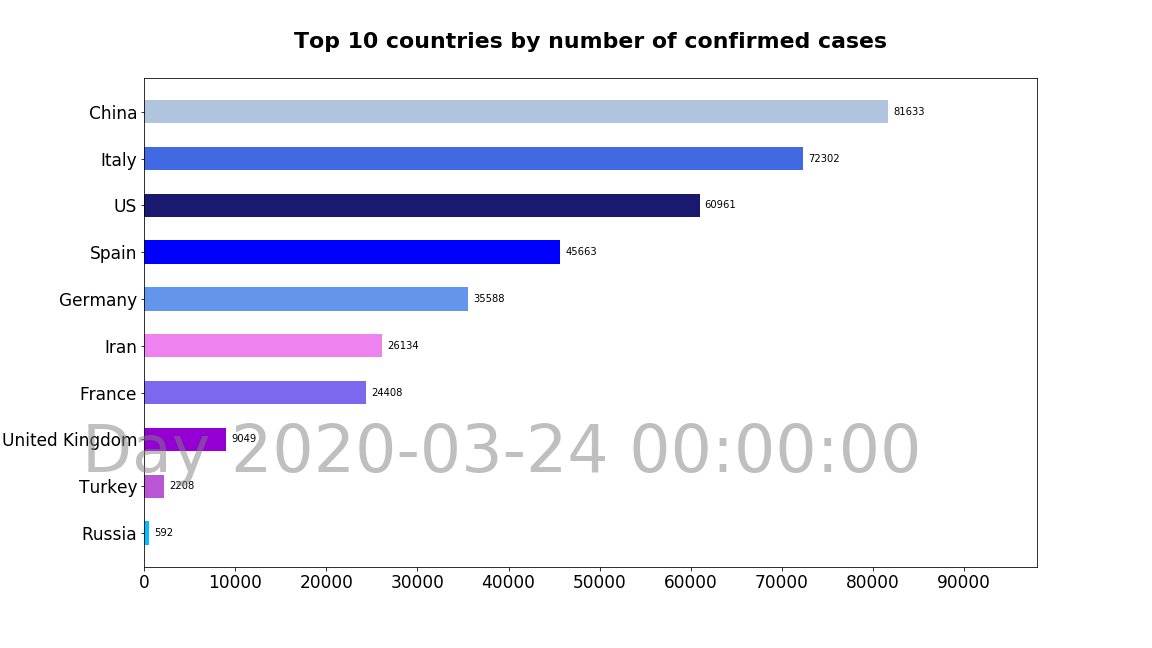 Top 10 countries by number of confirmed cases
China 81633
Italy 72302
US 60961
Spain 45663
Germany 35588
Iran 26134
France 24408
United Kingdom 9049
Day 2020-03-24 00:00:00
Turkey 2208
Russia 592
0 10000 20000 30000 40000 50000 60000 70000 80000 90000